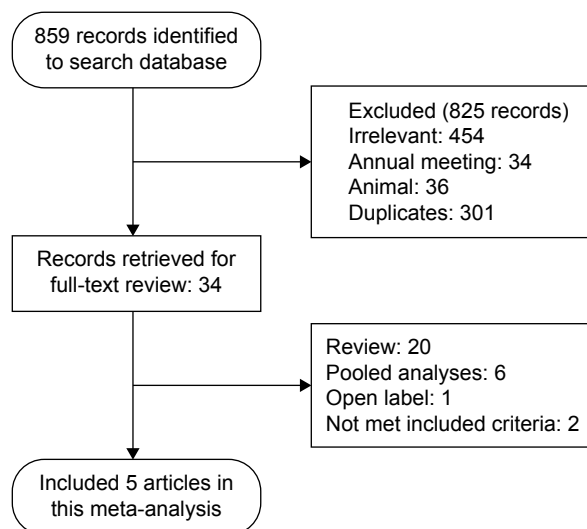 859 records identified
to search database
Excluded (825 records)
Irrelevant: 454
Annual meeting: 34
Animal: 36
Duplicates: 301
Records retrieved for
full-text review: 34
Review: 20
Pooled analyses: 6
Open label: 1
Not met included criteria: 2
Included 5 articles in
this meta-analysis